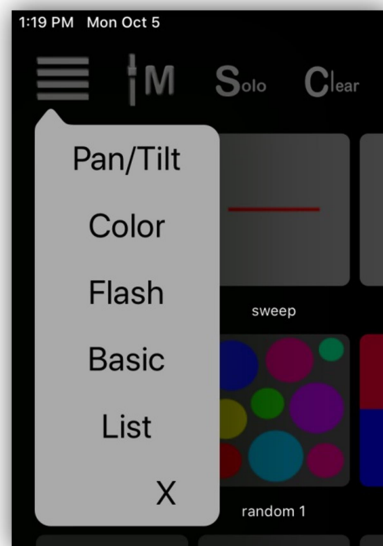 1:19 PM Mon Oct 5
M Solo Clear
Pan/Tilt
Color
Flash
Basic
List
X
sweep
random 1